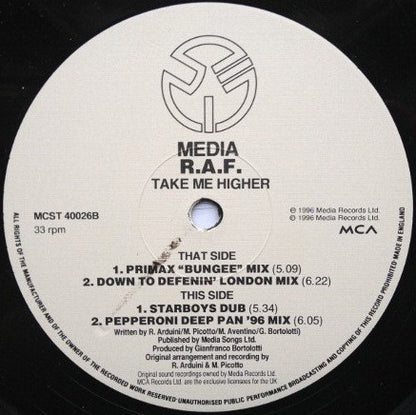 MEDIA
R.A.F.
TAKE ME HIGHER
MCST 40026B
33 rpm
℗ 1996 Media Records Ltd.
© 1996 Media Records Ltd.
MCA
THAT SIDE
1. PRIMAX “BUNGEE” MIX (5.09)
2. DOWN TO DEFENIN’ LONDON MIX (6.22)
THIS SIDE
1. STARBOYS DUB (5.34)
2. PEPPERONI DEEP PAN ’96 MIX (6.05)
Written by R. Arduini/M. Picotto/M. Aventino/G. Bortolotti)
Published by Media Songs Ltd.
Produced by Gianfranco Bortolotti
Original arrangement and recording by
R. Arduini & M. Picotto
Original sound recordings owned by Media Records Ltd.
MCA Records Ltd. are the exclusive licensees for the UK
ALL RIGHTS OF THE MANUFACTURER AND OF THE OWNER OF THE RECORDED WORK RESERVED UNAUTHORISED PUBLIC PERFORMANCE BROADCASTING AND COPYING OF THIS RECORD PROHIBITED MADE IN ENGLAND